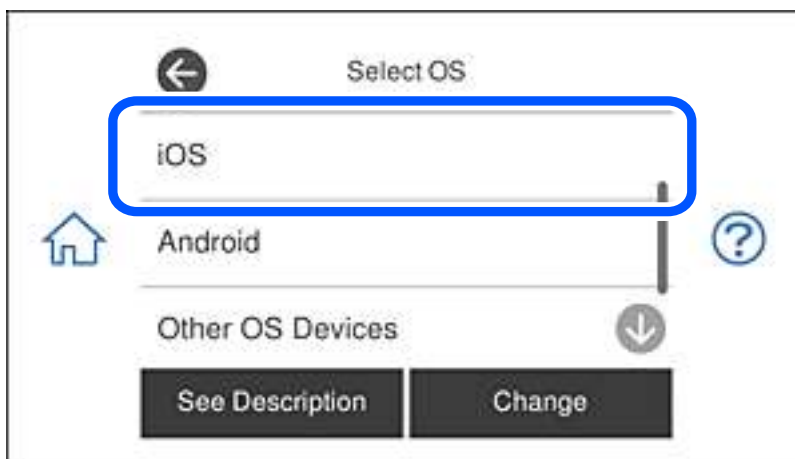 Select OS
iOS
Android
Other OS Devices
See Description
Change